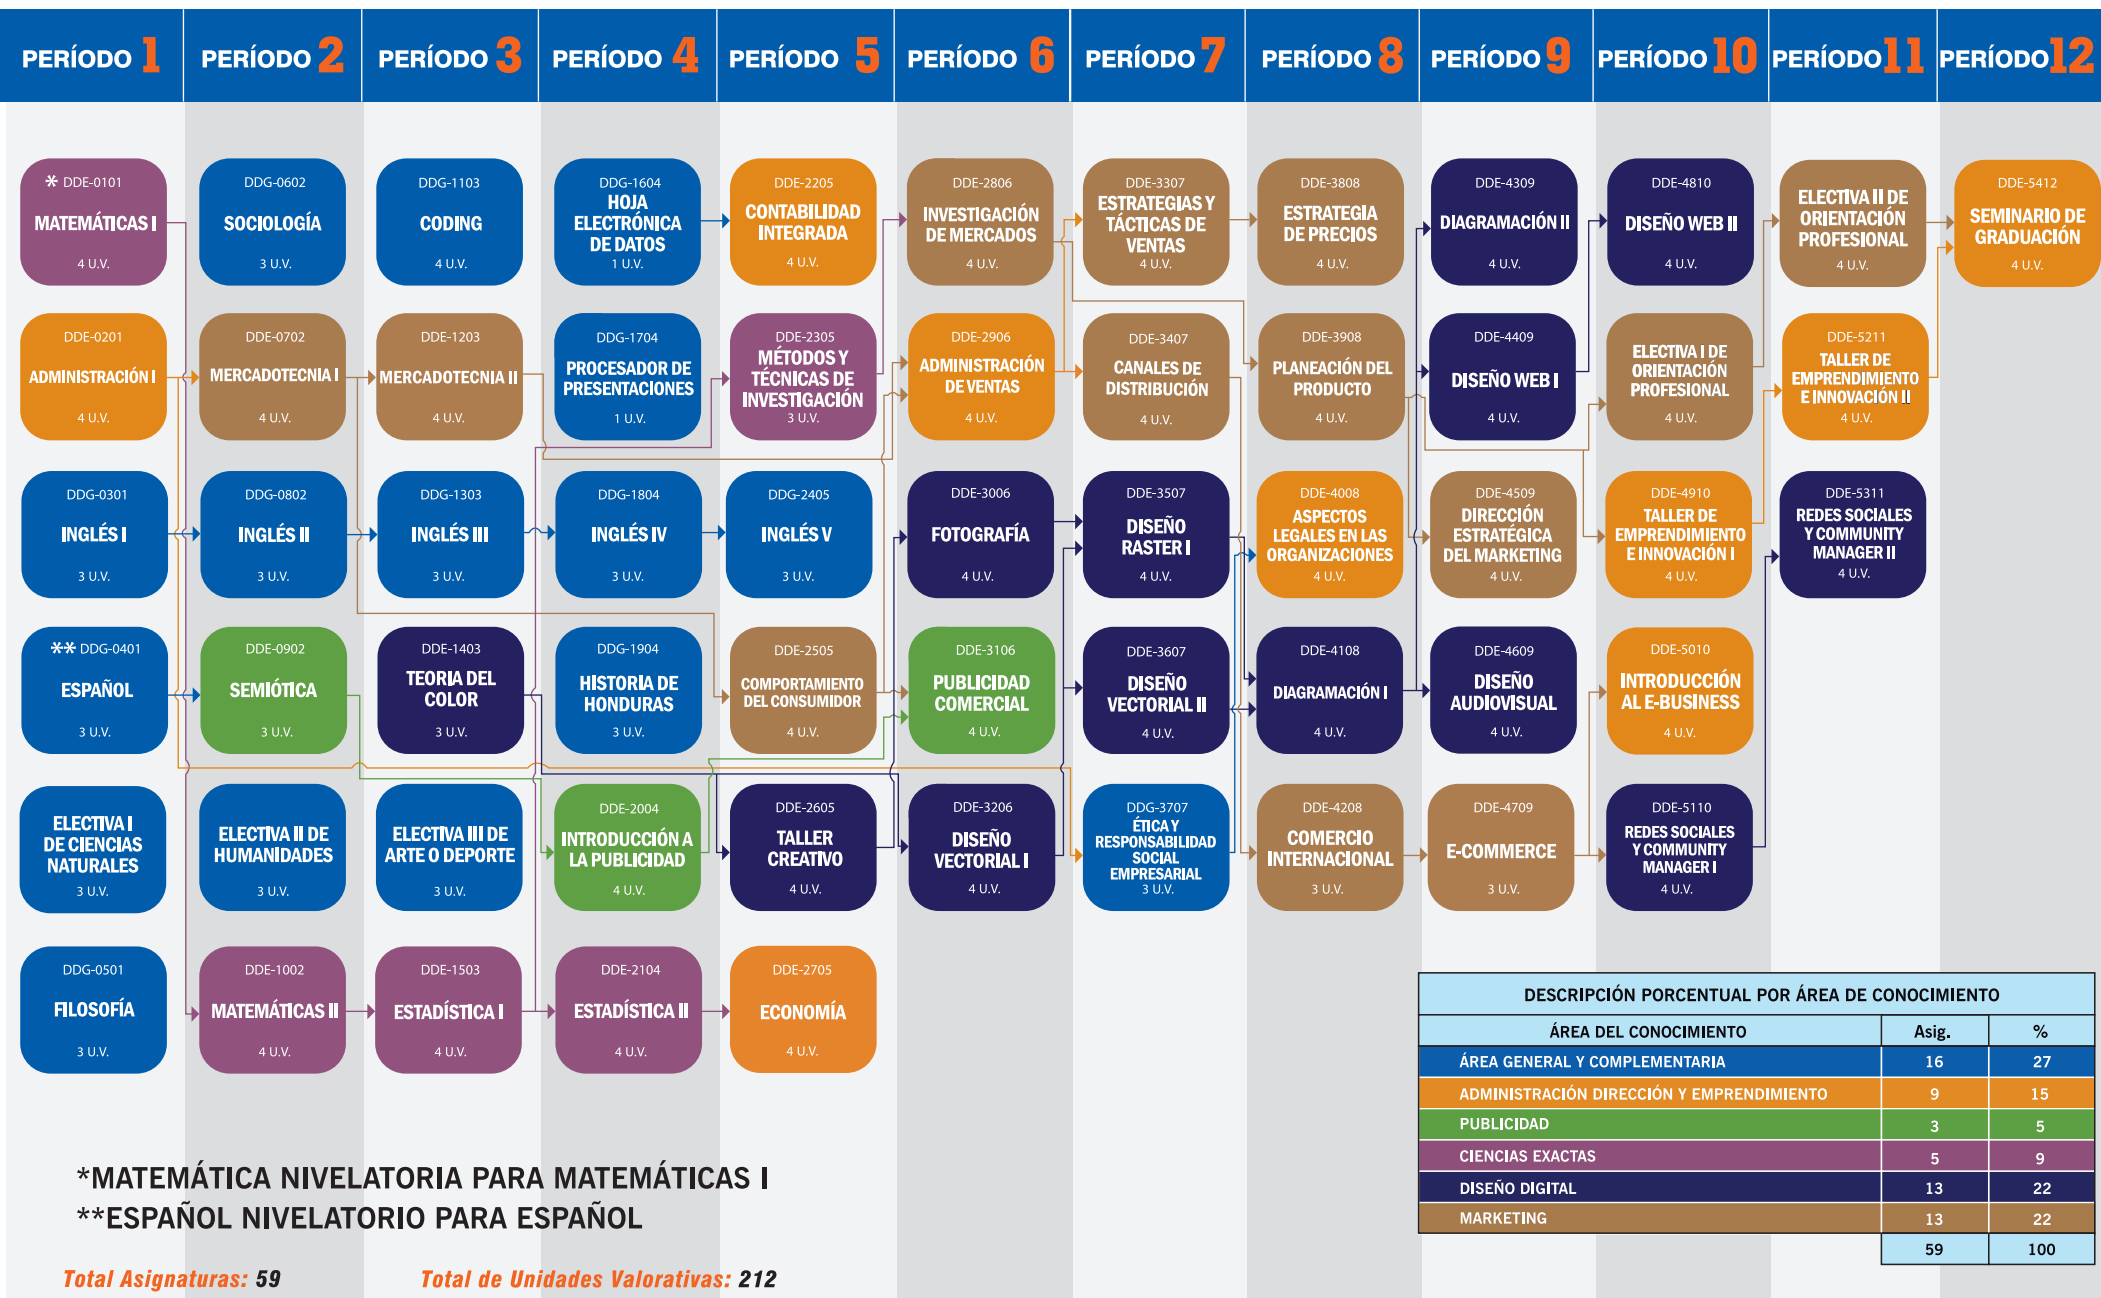 PERÍODO 1
PERÍODO 2
PERÍODO 3
PERÍODO 4
PERÍODO 5
PERÍODO 6
PERÍODO 7
PERÍODO 8
PERÍODO 9
PERÍODO 10
PERÍODO 11
PERÍODO 12
* DDE-0101
MATEMÁTICAS I
4 U.V.
DDG-0602
SOCIOLOGÍA
3 U.V.
DDG-1103
CODING
4 U.V.
DDG-1604
HOJA
ELECTRÓNICA
DE DATOS
1 U.V.
DDE-2205
CONTABILIDAD
INTEGRADA
4 U.V.
DDE-2806
INVESTIGACIÓN
DE MERCADOS
4 U.V.
DDE-3307
ESTRATEGIAS Y
TÁCTICAS DE
VENTAS
4 U.V.
DDE-3808
ESTRATEGIA
DE PRECIOS
4 U.V.
DDE-4309
DIAGRAMACIÓN II
4 U.V.
DDE-4810
DISEÑO WEB II
4 U.V.
ELECTIVA II DE
ORIENTACIÓN
PROFESIONAL
4 U.V.
DDE-5412
SEMINARIO DE
GRADUACIÓN
4 U.V.
DDE-0201
ADMINISTRACIÓN I
4 U.V.
DDE-0702
MERCADOTECNIA I
4 U.V.
DDE-1203
MERCADOTECNIA II
4 U.V.
DDG-1704
PROCESADOR DE
PRESENTACIONES
1 U.V.
DDE-2305
MÉTODOS Y
TÉCNICAS DE
INVESTIGACIÓN
3 U.V.
DDE-2906
ADMINISTRACIÓN
DE VENTAS
4 U.V.
DDE-3407
CANALES DE
DISTRIBUCIÓN
4 U.V.
DDE-3908
PLANEACIÓN DEL
PRODUCTO
4 U.V.
DDE-4409
DISEÑO WEB I
4 U.V.
ELECTIVA I DE
ORIENTACIÓN
PROFESIONAL
4 U.V.
DDE-5211
TALLER DE
EMPRENDIMIENTO
E INNOVACIÓN II
4 U.V.
DDG-0301
INGLÉS I
3 U.V.
DDG-0802
INGLÉS II
3 U.V.
DDG-1303
INGLÉS III
3 U.V.
DDG-1804
INGLÉS IV
3 U.V.
DDG-2405
INGLÉS V
3 U.V.
DDE-3006
FOTOGRAFÍA
4 U.V.
DDE-3507
DISEÑO
RASTER I
4 U.V.
DDE-4008
ASPECTOS
LEGALES EN LAS
ORGANIZACIONES
4 U.V.
DDE-4509
DIRECCIÓN
ESTRATÉGICA
DEL MARKETING
4 U.V.
DDE-4910
TALLER DE
EMPRENDIMIENTO
E INNOVACIÓN I
4 U.V.
DDE-5311
REDES SOCIALES
Y COMMUNITY
MANAGER II
4 U.V.
** DDG-0401
ESPAÑOL
3 U.V.
DDE-0902
SEMIÓTICA
3 U.V.
DDE-1403
TEORIA DEL
COLOR
3 U.V.
DDG-1904
HISTORIA DE
HONDURAS
3 U.V.
DDE-2505
COMPORTAMIENTO
DEL CONSUMIDOR
4 U.V.
DDE-3106
PUBLICIDAD
COMERCIAL
4 U.V.
DDE-3607
DISEÑO
VECTORIAL II
4 U.V.
DDE-4108
DIAGRAMACIÓN I
4 U.V.
DDE-4609
DISEÑO
AUDIOVISUAL
4 U.V.
DDE-5010
INTRODUCCIÓN
AL E-BUSINESS
4 U.V.
ELECTIVA I
DE CIENCIAS
NATURALES
3 U.V.
ELECTIVA II DE
HUMANIDADES
3 U.V.
ELECTIVA III DE
ARTE O DEPORTE
3 U.V.
DDE-2004
INTRODUCCIÓN A
LA PUBLICIDAD
4 U.V.
DDE-2605
TALLER
CREATIVO
4 U.V.
DDE-3206
DISEÑO
VECTORIAL I
4 U.V.
DDG-3707
ÉTICA Y
RESPONSABILIDAD
SOCIAL
EMPRESARIAL
3 U.V.
DDE-4208
COMERCIO
INTERNACIONAL
3 U.V.
DDE-4709
E-COMMERCE
3 U.V.
DDE-5110
REDES SOCIALES
Y COMMUNITY
MANAGER I
4 U.V.
DDG-0501
FILOSOFÍA
3 U.V.
DDE-1002
MATEMÁTICAS II
4 U.V.
DDE-1503
ESTADÍSTICA I
4 U.V.
DDE-2104
ESTADÍSTICA II
4 U.V.
DDE-2705
ECONOMÍA
4 U.V.
DESCRIPCIÓN PORCENTUAL POR ÁREA DE CONOCIMIENTO
ÁREA DEL CONOCIMIENTO Asig. %
ÁREA GENERAL Y COMPLEMENTARIA 16 27
ADMINISTRACIÓN DIRECCIÓN Y EMPRENDIMIENTO 9 15
PUBLICIDAD 3 5
CIENCIAS EXACTAS 5 9
DISEÑO DIGITAL 13 22
MARKETING 13 22
59 100
*MATEMÁTICA NIVELATORIA PARA MATEMÁTICAS I
**ESPAÑOL NIVELATORIO PARA ESPAÑOL
Total Asignaturas: 59 Total de Unidades Valorativas: 212